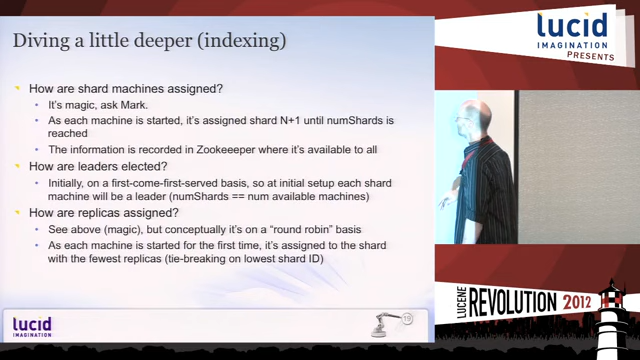 Diving a little deeper (indexing)
How are shard machines assigned?
It's magic, ask Mark.
As each machine is started, it's assigned shard N+1 until numShards is
reached
The information is recorded in Zookeeeper where it's available to all
How are leaders elected?
Initially, on a first-come-first-served basis, so at initial setup each shard
machine will be a leader (numShards == num available machines)
How are replicas assigned?
See above (magic), but conceptually it's on a "round robin" basis
As each machine is started for the first time, it's assigned to the shard
with the fewest replicas (tie-breaking on lowest shard ID)
lucid
IMAGINATION
19
lucid
IMAGINATION
PRESENTS
LUCENE
REVOLUTION 2012